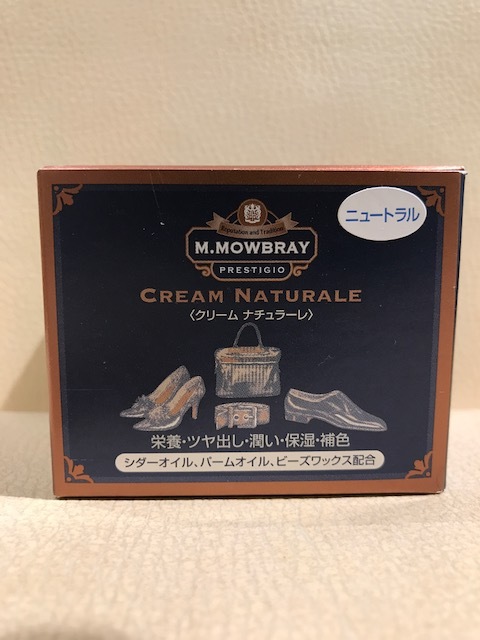 ニュートラル
Reputation and Tradition
M.MOWBRAY
PRESTIGIO
CREAM NATURALE
〈クリーム ナチュラーレ〉
栄養・ツヤ出し・潤い・保湿・補色
シダーオイル、パームオイル、ビーズワックス配合